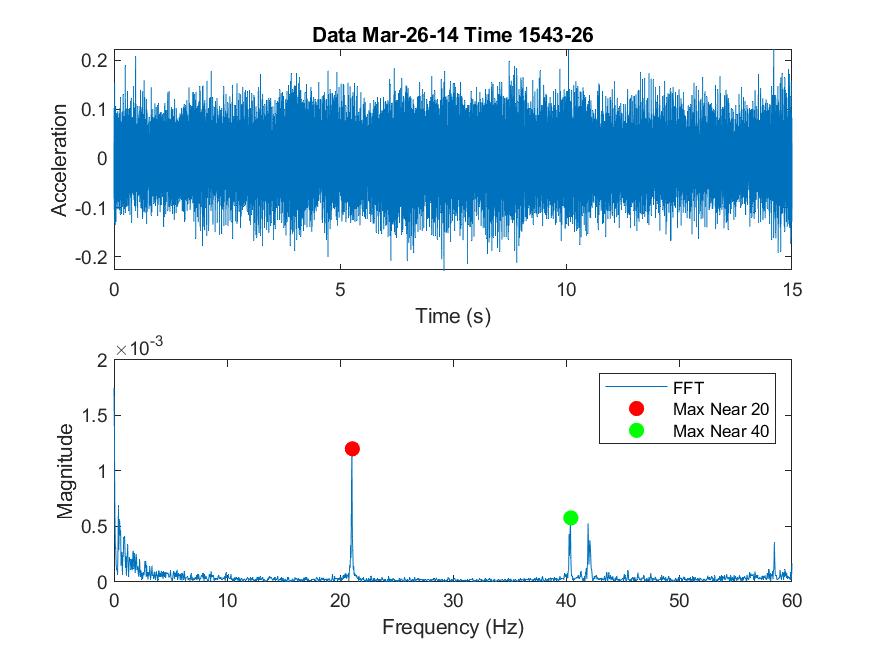 Data Mar-26-14 Time 1543-26
0.2
0.1
0
-0.1
-0.2
Acceleration
0 5 10 15
Time (s)
×10-3
2
1.5
1
0.5
0
Magnitude
FFT
Max Near 20
Max Near 40
0 10 20 30 40 50 60
Frequency (Hz)